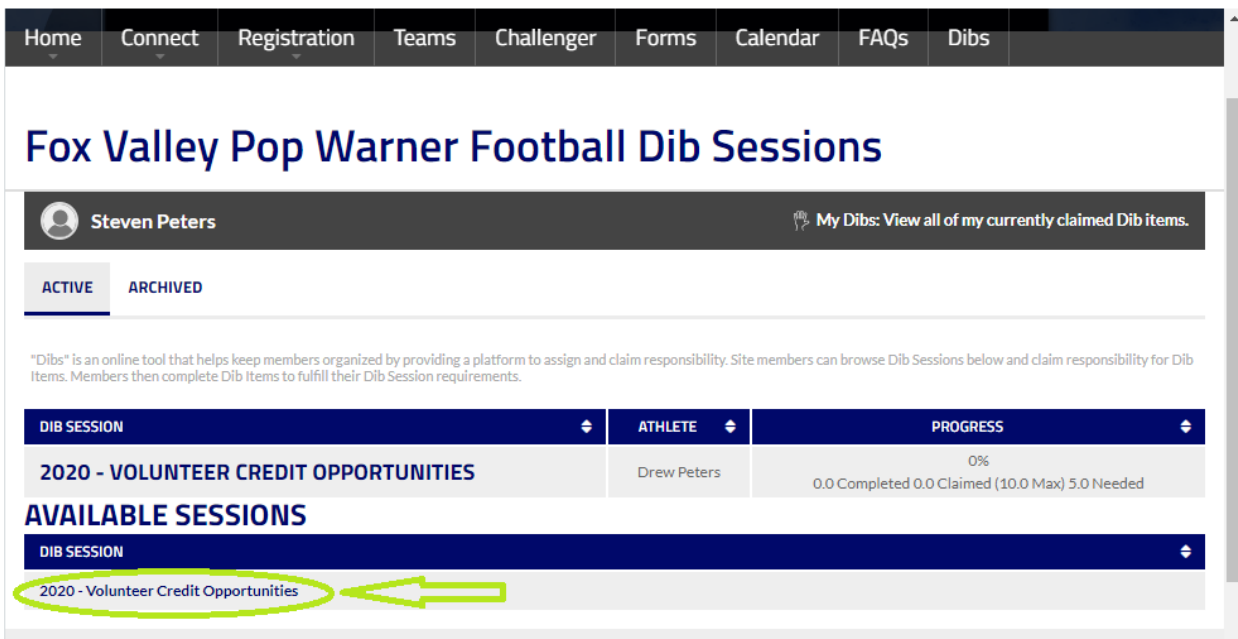 Home Connect Registration Teams Challenger Forms Calendar FAQs Dibs
Fox Valley Pop Warner Football Dib Sessions
Steven Peters My Dibs: View all of my currently claimed Dib items.
ACTIVE ARCHIVED
"Dibs" is an online tool that helps keep members organized by providing a platform to assign and claim responsibility. Site members can browse Dib Sessions below and claim responsibility for Dib
Items. Members then complete Dib Items to fulfill their Dib Session requirements.
DIB SESSION ATHLETE PROGRESS
2020 - VOLUNTEER CREDIT OPPORTUNITIES Drew Peters 0%
0.0 Completed 0.0 Claimed (10.0 Max) 5.0 Needed
AVAILABLE SESSIONS
DIB SESSION
2020 - Volunteer Credit Opportunities